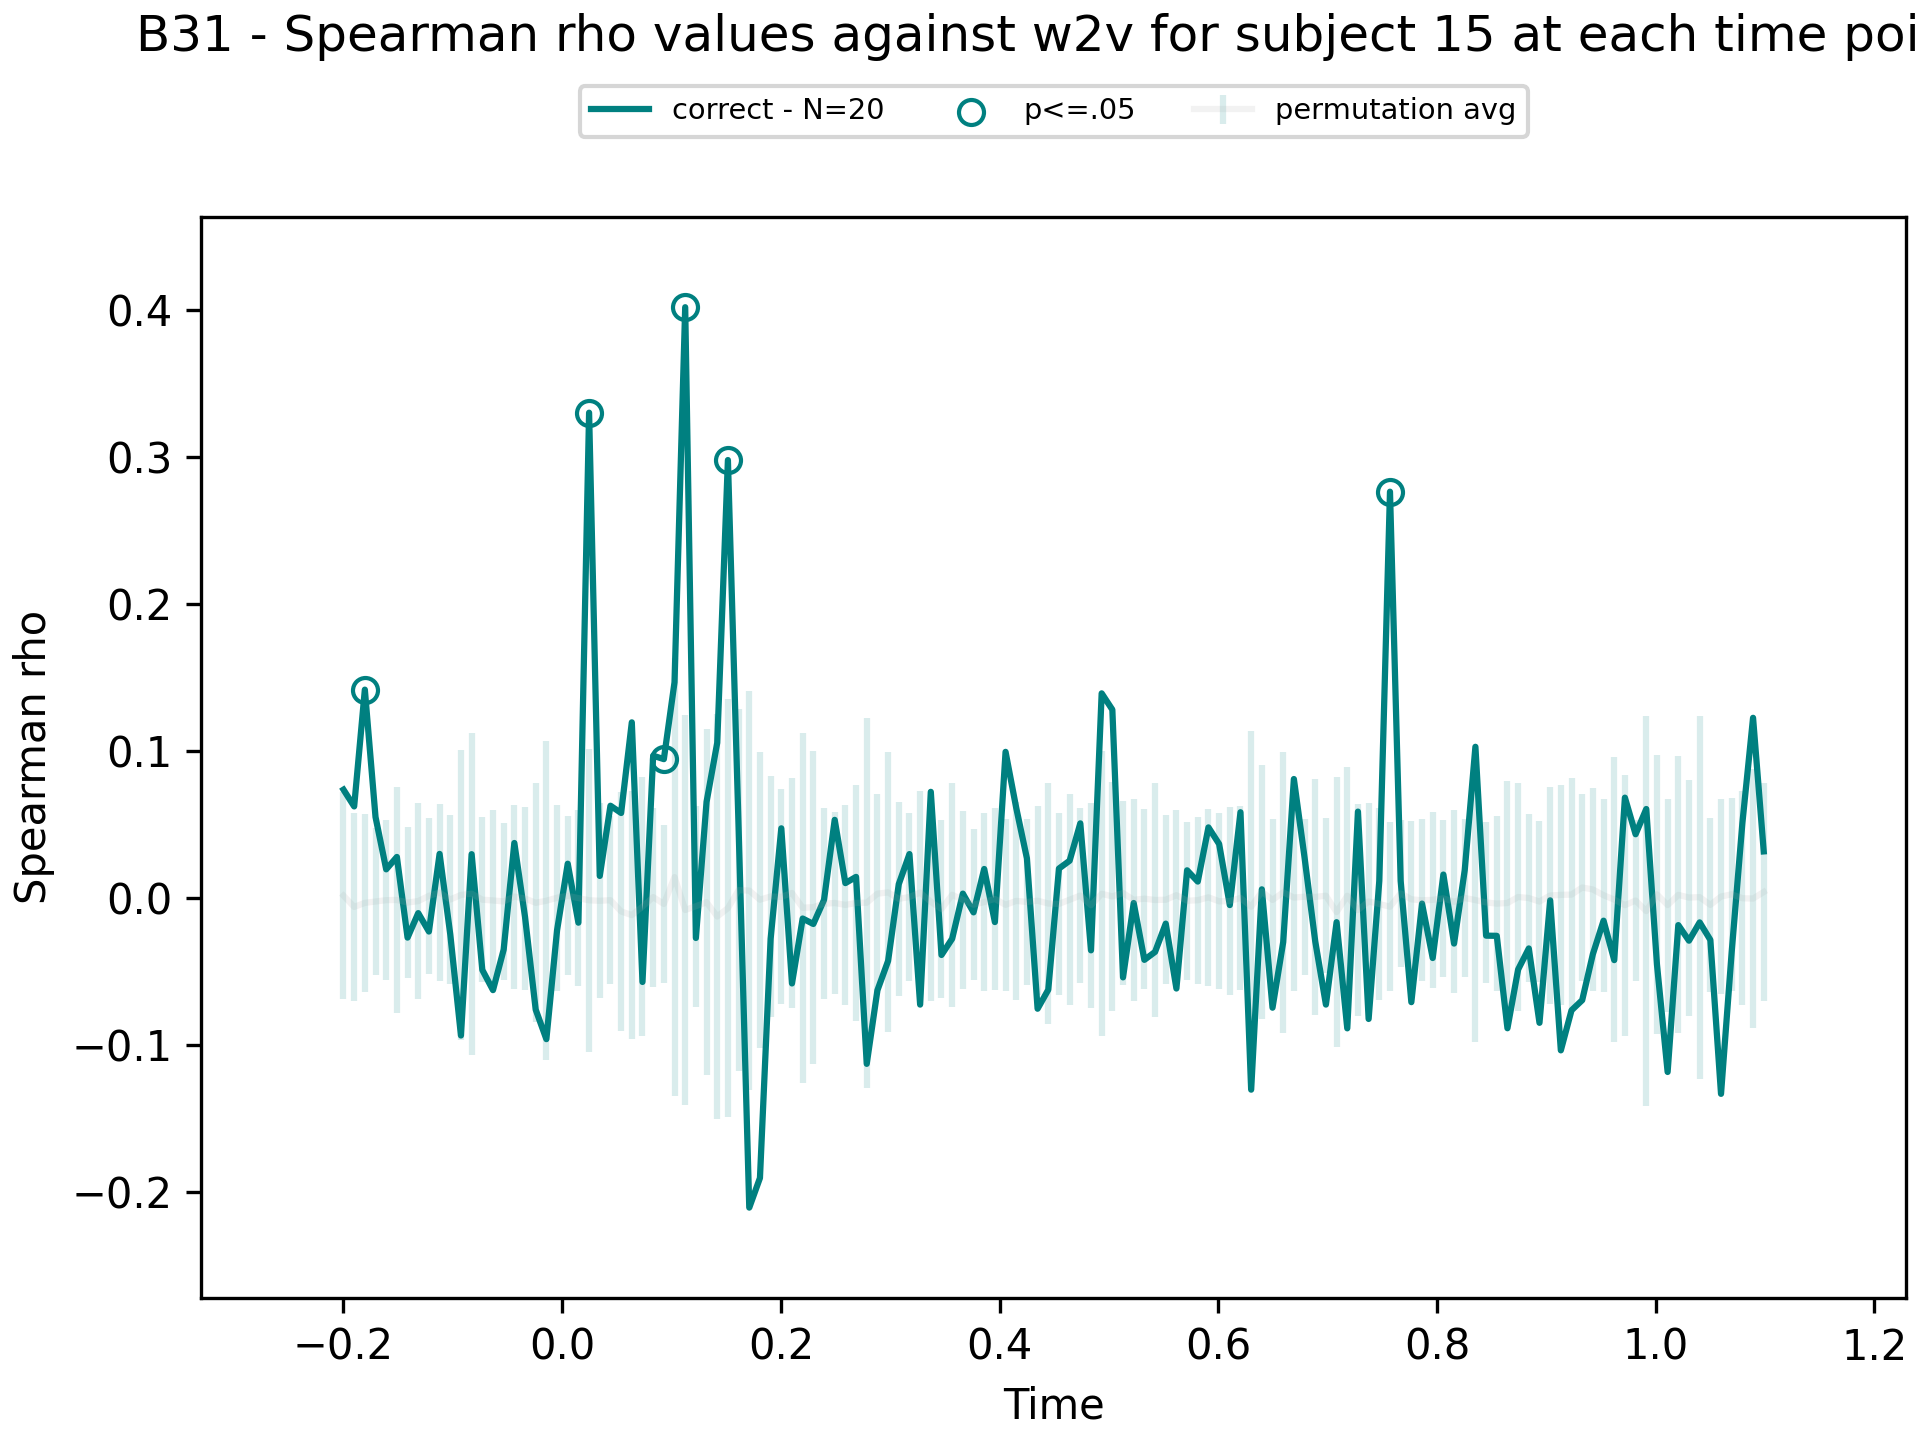 B31 - Spearman rho values against w2v for subject 15 at each time poi
correct - N=20 p<=.05 permutation avg
Spearman rho
0.4
0.3
0.2
0.1
0.0
−0.1
−0.2
−0.2 0.0 0.2 0.4 0.6 0.8 1.0 1.2
Time